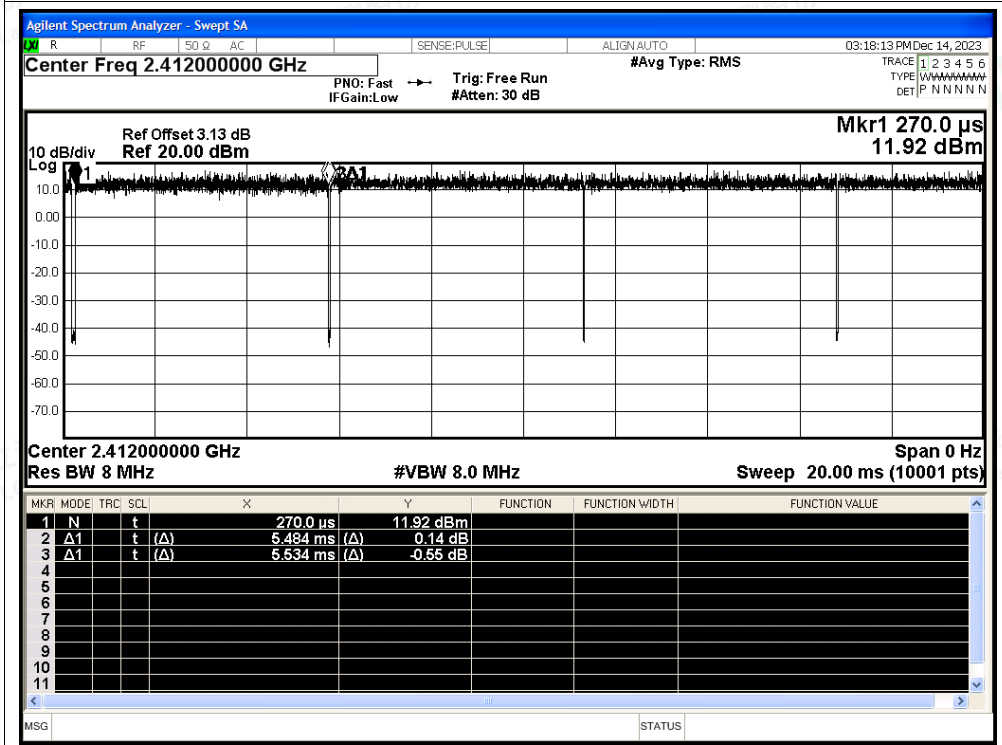 Agilent Spectrum Analyzer - Swept SA
LXI R RF 50 Ω AC SENSE:PULSE ALIGN AUTO 03:18:13 PM Dec 14, 2023
Center Freq 2.412000000 GHz #Avg Type: RMS TRACE 1 2 3 4 5 6
PNO: Fast Trig: Free Run TYPE
IFGain:Low #Atten: 30 dB DET P N N N N N
Mkr1 270.0 µs
Ref Offset 3.13 dB
10 dB/div Ref 20.00 dBm 11.92 dBm
Log
1
10.0
0.00
-10.0
-20.0
-30.0
-40.0
-50.0
-60.0
-70.0
Center 2.412000000 GHz Span 0 Hz
Res BW 8 MHz #VBW 8.0 MHz Sweep 20.00 ms (10001 pts)
MKR MODE TRC SCL X Y FUNCTION FUNCTION WIDTH FUNCTION VALUE
1 N t 270.0 µs 11.92 dBm
2 Δ1 t (Δ) 5.484 ms (Δ) 0.14 dB
3 Δ1 t (Δ) 5.534 ms (Δ) -0.55 dB
4
5
6
7
8
9
10
11
MSG STATUS